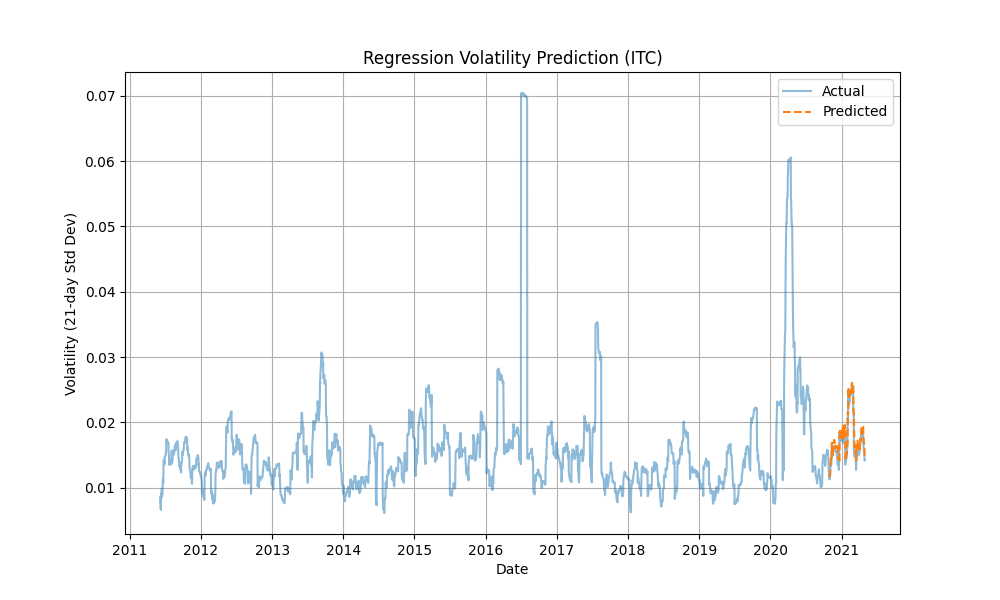 Regression Volatility Prediction (ITC)
Actual
Predicted
Volatility (21-day Std Dev)
0.07
0.06
0.05
0.04
0.03
0.02
0.01
2011 2012 2013 2014 2015 2016 2017 2018 2019 2020 2021
Date